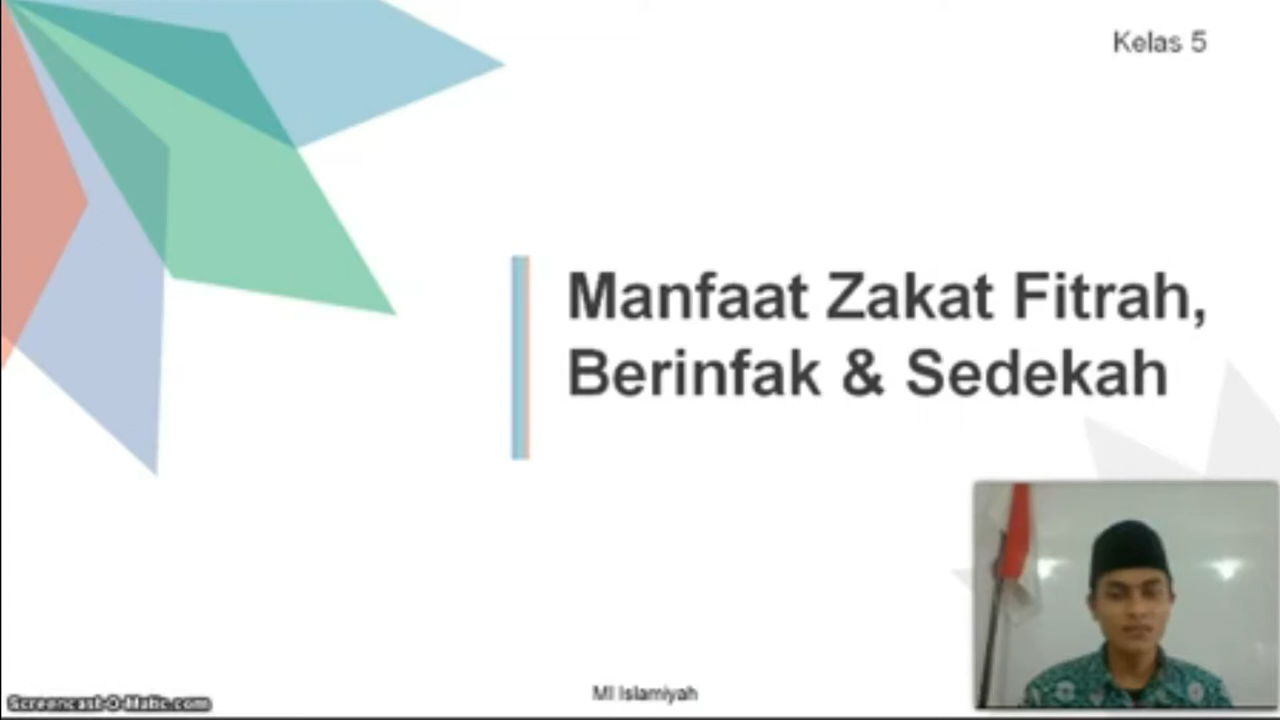 Kelas 5
Manfaat Zakat Fitrah,
Berinfak & Sedekah
MI Islamiyah
Screencast-O-Matic.com